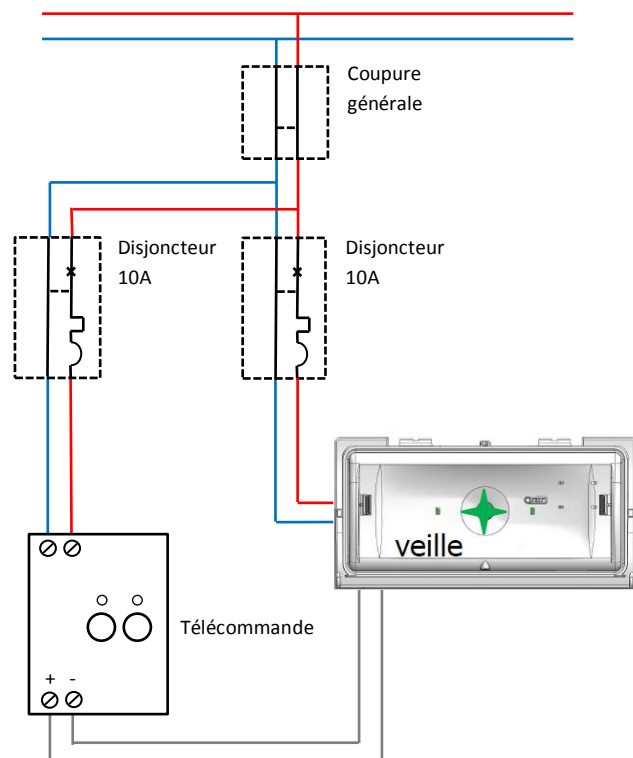 Coupure
générale
Disjoncteur
10A
Disjoncteur
10A
veille
Télécommande
+ -